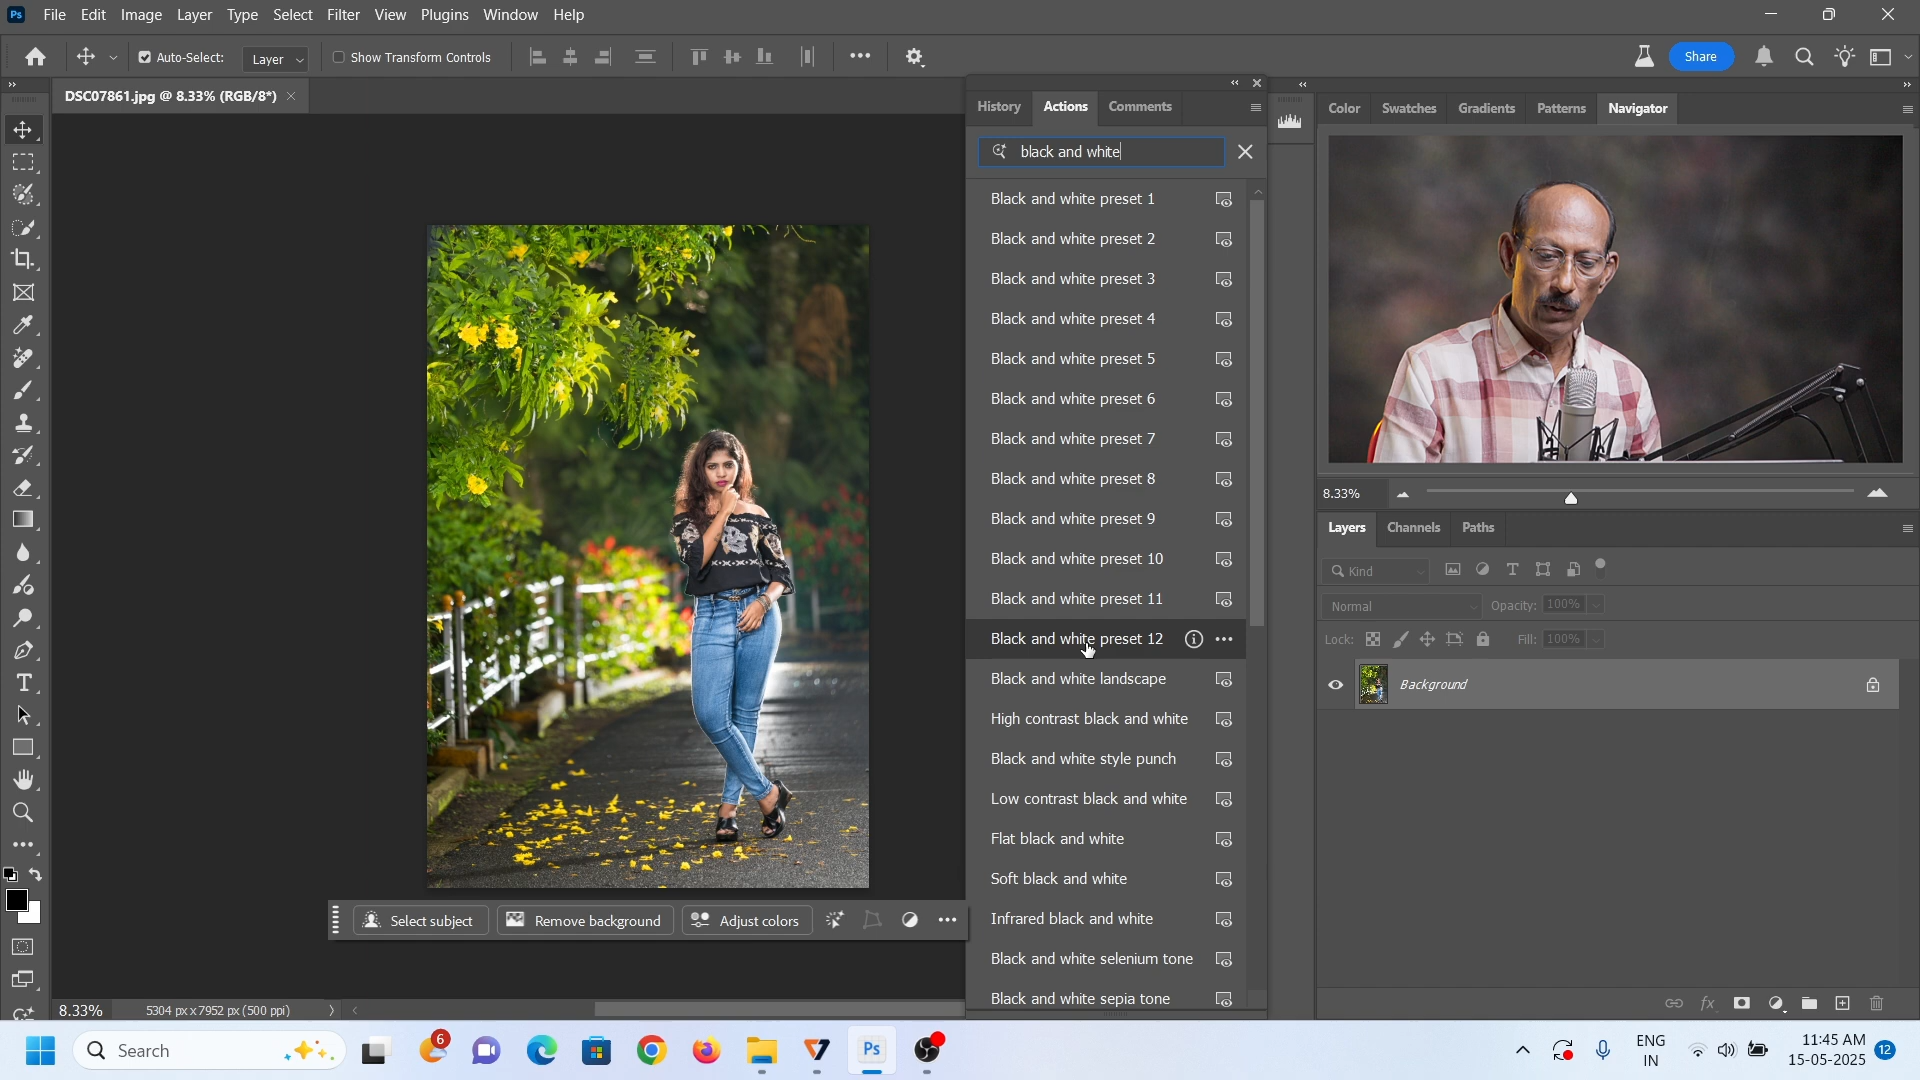 Ps File Edit Image Layer Type Select Filter View Plugins Window Help
Auto-Select: Layer Show Transform Controls Share
DSC07861.jpg @ 8.33% (RGB/8*)
History Actions Comments
Color Swatches Gradients Patterns Navigator
black and white
Black and white preset 1
Black and white preset 2
Black and white preset 3
Black and white preset 4
Black and white preset 5
Black and white preset 6
Black and white preset 7
Black and white preset 8
Black and white preset 9
Black and white preset 10
Black and white preset 11
Black and white preset 12
Black and white landscape
High contrast black and white
Black and white style punch
Low contrast black and white
Flat black and white
Soft black and white
Infrared black and white
Black and white selenium tone
Black and white sepia tone
8.33%
Layers Channels Paths
Kind
Normal Opacity: 100%
Lock: Fill: 100%
Background
Select subject Remove background Adjust colors
8.33% 5304 px x 7952 px (500 ppi)
Search
6
Ps
ENG
IN
11:45 AM
15-05-2025
12